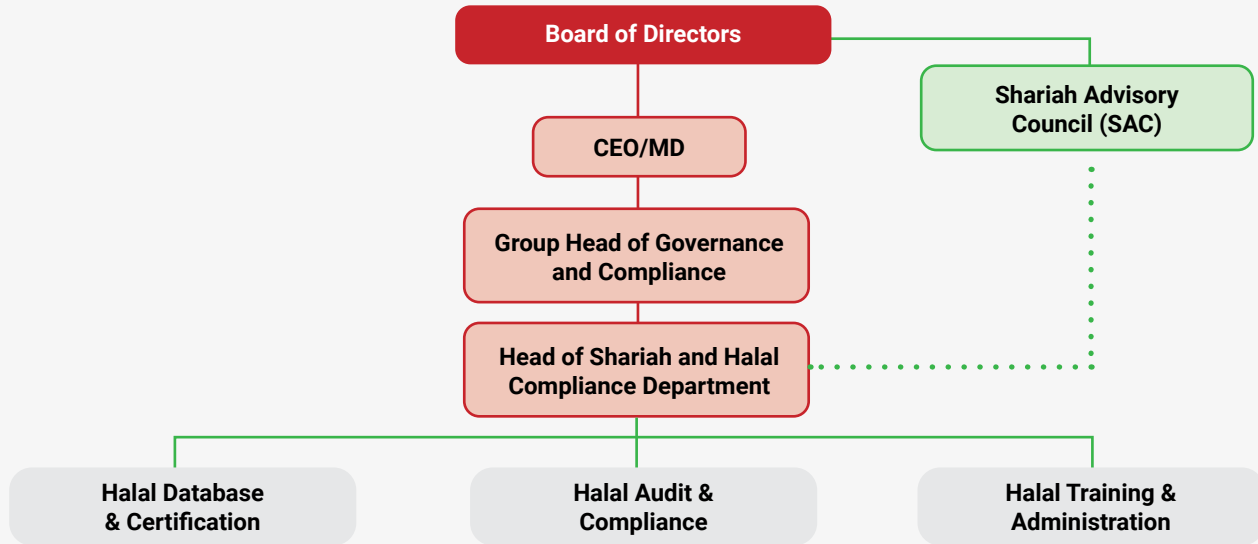 Board of Directors
Shariah Advisory
Council (SAC)
CEO/MD
Group Head of Governance
and Compliance
Head of Shariah and Halal
Compliance Department
Halal Database
& Certification
Halal Audit &
Compliance
Halal Training &
Administration